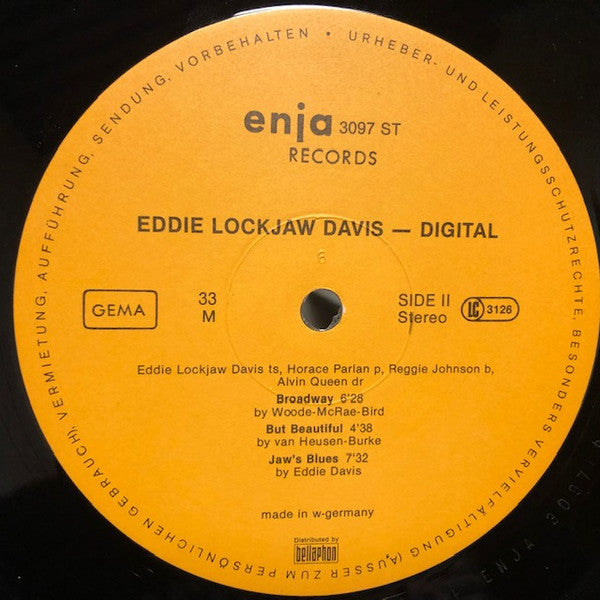 URHEBER- UND LEISTUNGSSCHUTZRECHTE, BESONDERS VERVIELFÄLTIGUNG (AUSSER ZUM PERSÖNLICHEN GEBRAUCH), VERMIETUNG, AUFFÜHRUNG, SENDUNG, VORBEHALTEN •
enja 3097 ST
RECORDS
EDDIE LOCKJAW DAVIS — DIGITAL
6
GEMA
33
M
SIDE II
Stereo
LC 3126
Eddie Lockjaw Davis ts, Horace Parlan p, Reggie Johnson b,
Alvin Queen dr
Broadway 6'28
by Woode-McRae-Bird
But Beautiful 4'38
by van Heusen-Burke
Jaw's Blues 7'32
by Eddie Davis
made in w-germany
Distributed by
bellaphon
ENJA